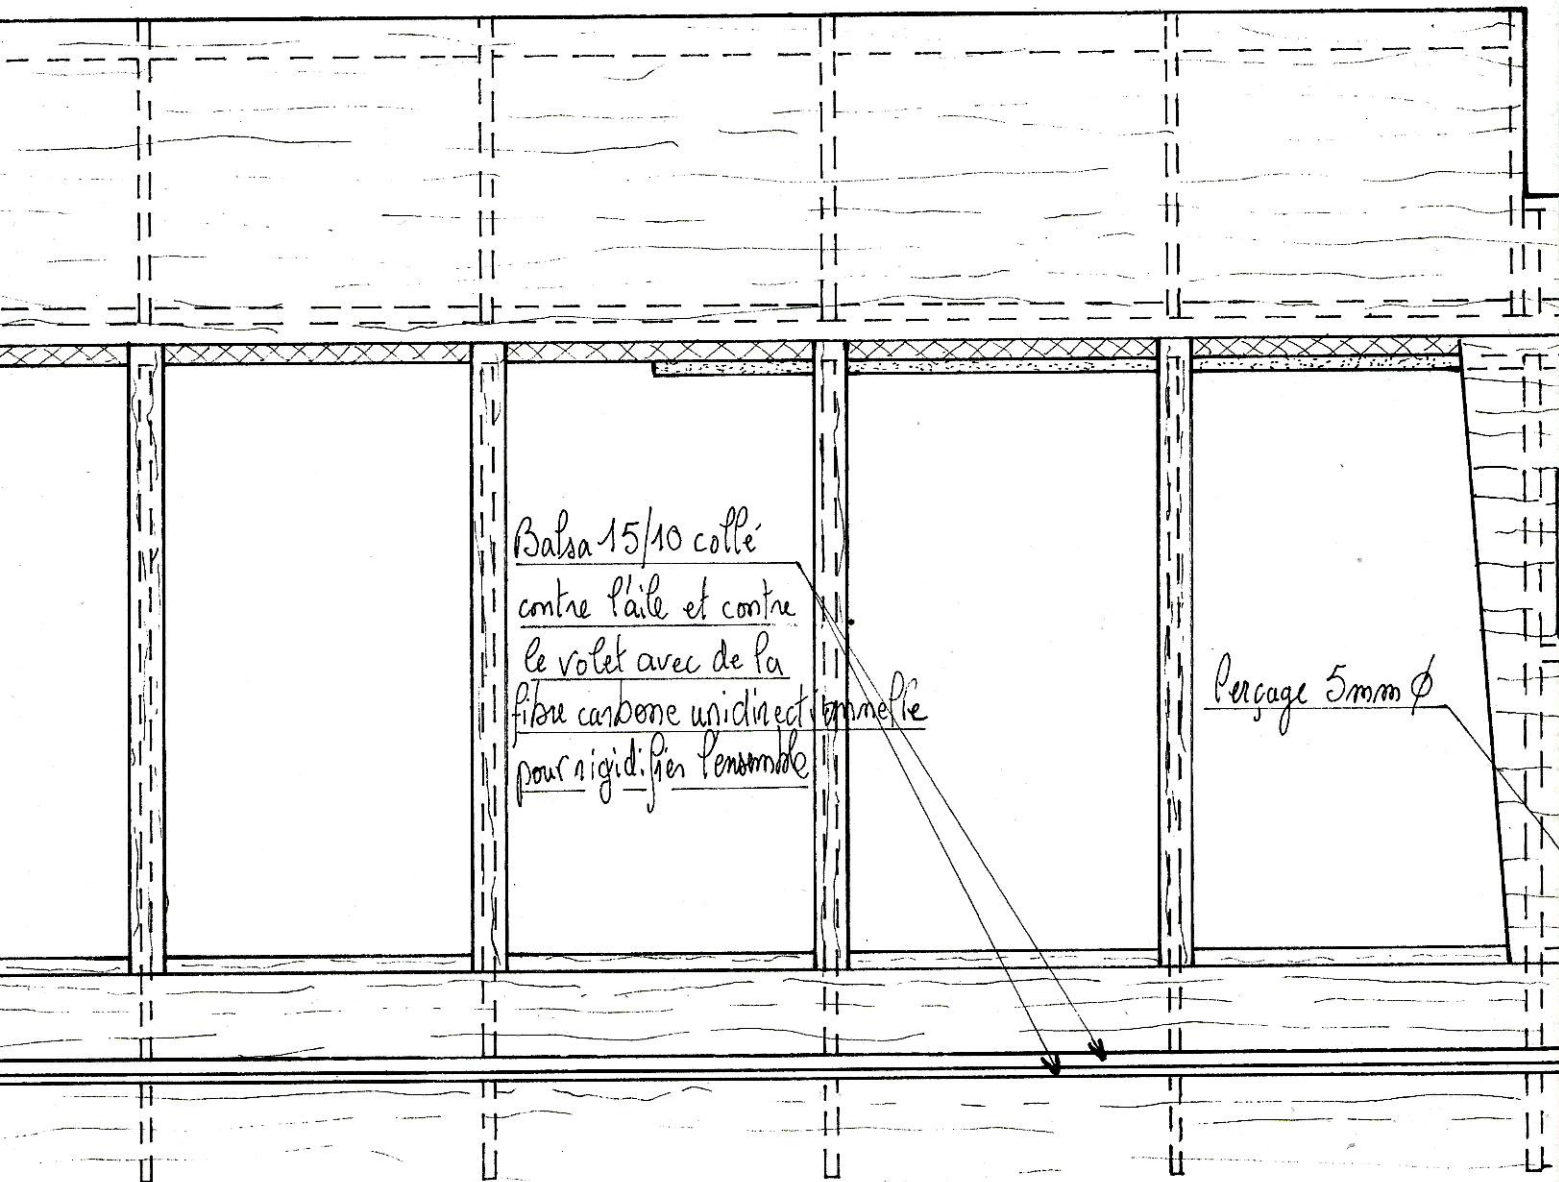 Balsa 15/10 collé
contre l'aile et contre
le volet avec de la
fibre carbone unidirectionnelle
pour rigidifier l'ensemble
Perçage 5mm ϕ